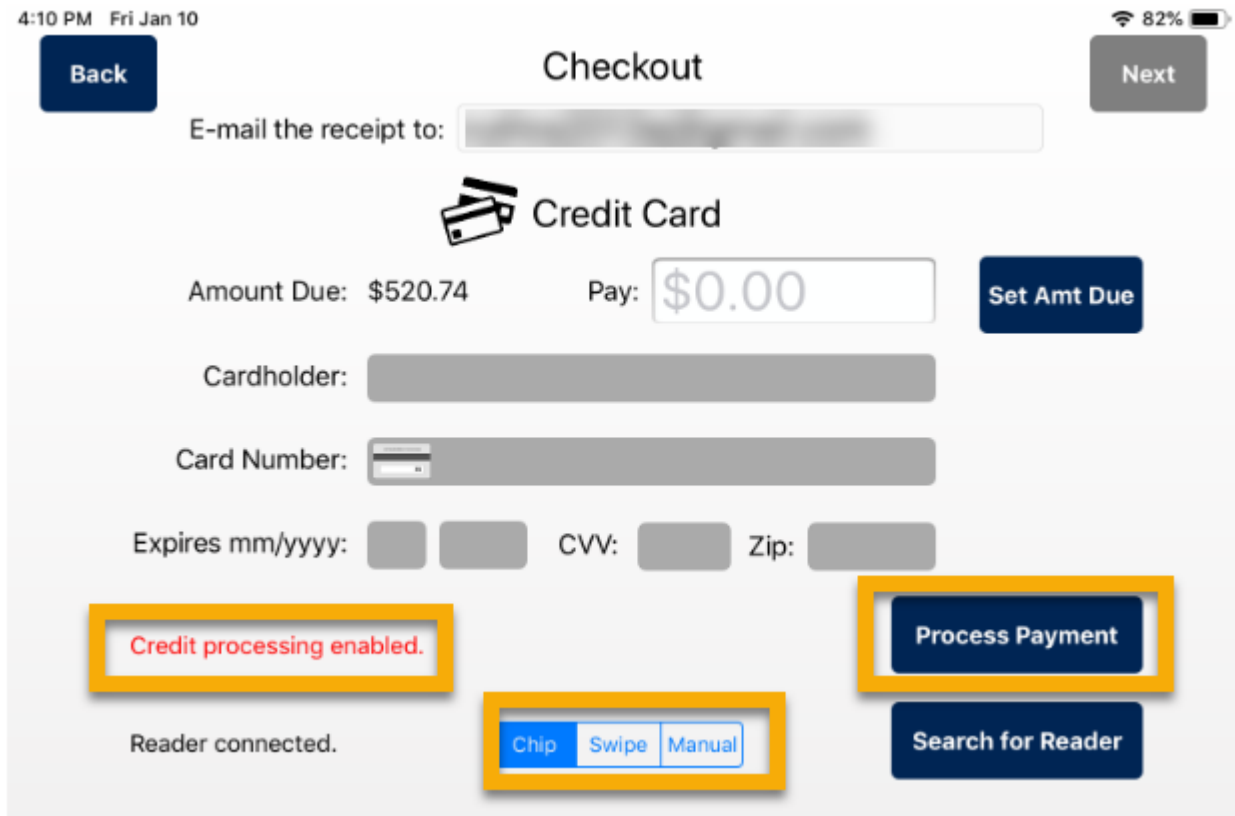 4:10 PM Fri Jan 10 82%
Back Checkout Next
E-mail the receipt to:
Credit Card
Amount Due: $520.74 Pay: $0.00 Set Amt Due
Cardholder:
Card Number:
Expires mm/yyyy: CVV: Zip:
Credit processing enabled. Process Payment
Reader connected. Chip Swipe Manual Search for Reader